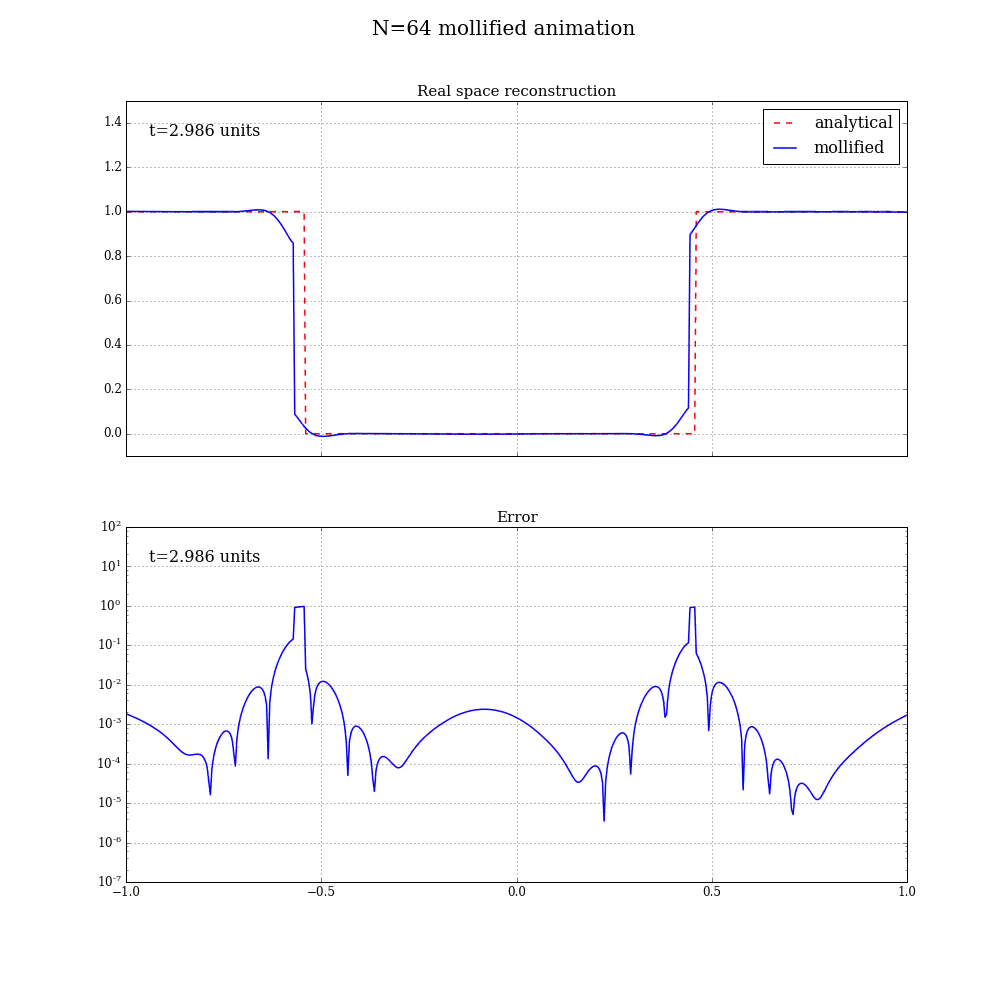 N=64 mollified animation
Real space reconstruction
t=2.986 units
analytical
mollified
1.4
1.2
1.0
0.8
0.6
0.4
0.2
0.0
Error
t=2.986 units
10²
10¹
10⁰
10⁻¹
10⁻²
10⁻³
10⁻⁴
10⁻⁵
10⁻⁶
10⁻⁷
−1.0 −0.5 0.0 0.5 1.0